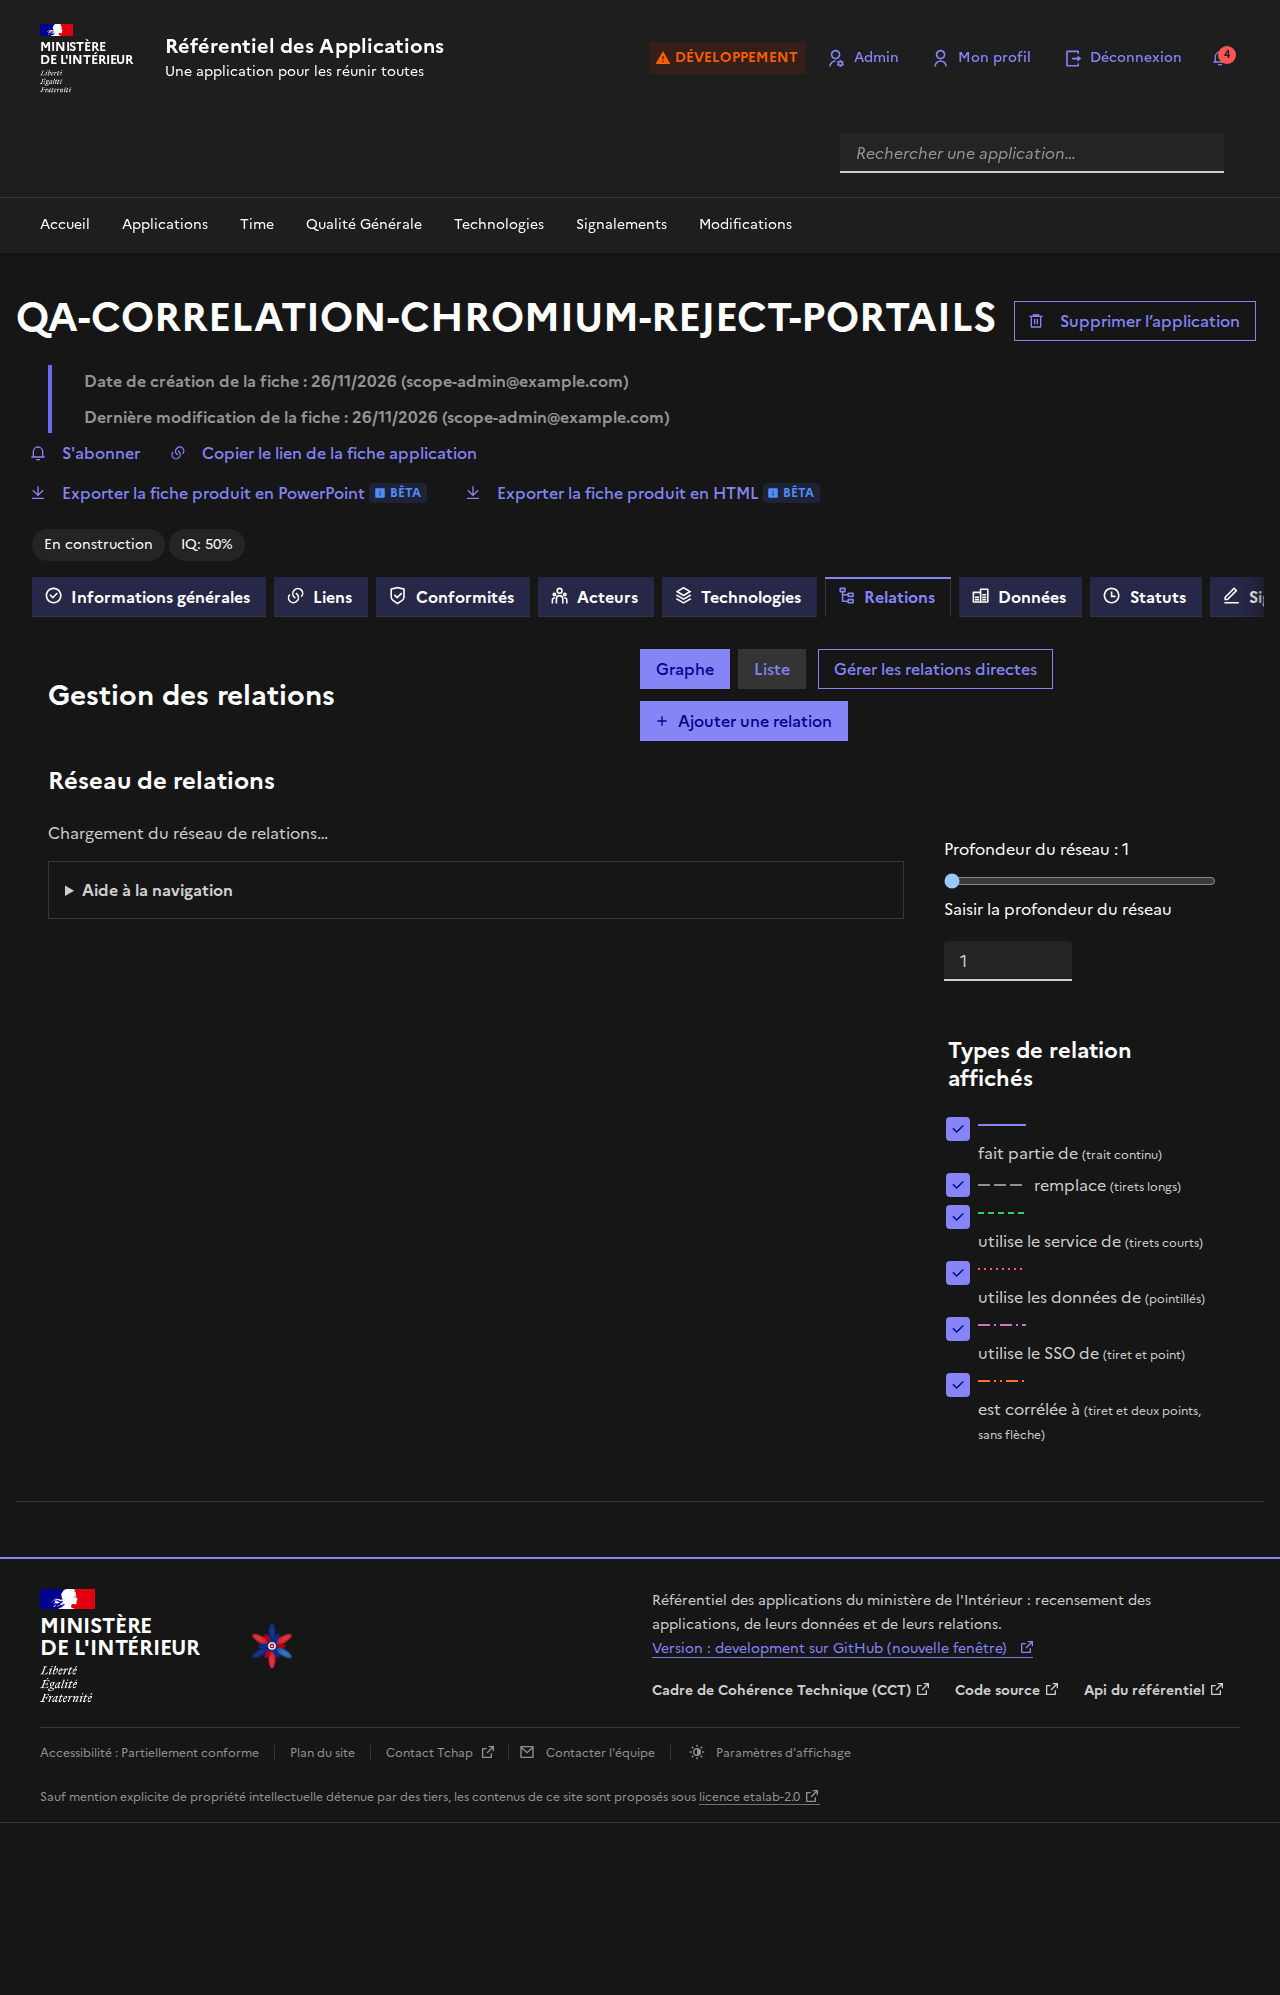 MINISTÈRE
DE L'INTÉRIEUR
Liberté
Égalité
Fraternité
Référentiel des Applications
Une application pour les réunir toutes
DÉVELOPPEMENT
Admin
Mon profil
Déconnexion
4
Rechercher une application...
Accueil
Applications
Time
Qualité Générale
Technologies
Signalements
Modifications
QA-CORRELATION-CHROMIUM-REJECT-PORTAILS
Supprimer l’application
Date de création de la fiche : 26/11/2026 (scope-admin@example.com)
Dernière modification de la fiche : 26/11/2026 (scope-admin@example.com)
S'abonner
Copier le lien de la fiche application
Exporter la fiche produit en PowerPoint
BÊTA
Exporter la fiche produit en HTML
BÊTA
En construction
IQ: 50%
Informations générales
Liens
Conformités
Acteurs
Technologies
Relations
Données
Statuts
Gestion des relations
Graphe
Liste
Gérer les relations directes
Ajouter une relation
Réseau de relations
Chargement du réseau de relations...
Aide à la navigation
Profondeur du réseau : 1
Saisir la profondeur du réseau
1
Types de relation
affichés
fait partie de (trait continu)
remplace (tirets longs)
utilise le service de (tirets courts)
utilise les données de (pointillés)
utilise le SSO de (tiret et point)
est corrélée à (tiret et deux points,
sans flèche)
MINISTÈRE
DE L'INTÉRIEUR
Liberté
Égalité
Fraternité
Référentiel des applications du ministère de l'Intérieur : recensement des
applications, de leurs données et de leurs relations.
Version : development sur GitHub (nouvelle fenêtre)
Cadre de Cohérence Technique (CCT)
Code source
Api du référentiel
Accessibilité : Partiellement conforme
Plan du site
Contact Tchap
Contacter l'équipe
Paramètres d'affichage
Sauf mention explicite de propriété intellectuelle détenue par des tiers, les contenus de ce site sont proposés sous licence etalab-2.0